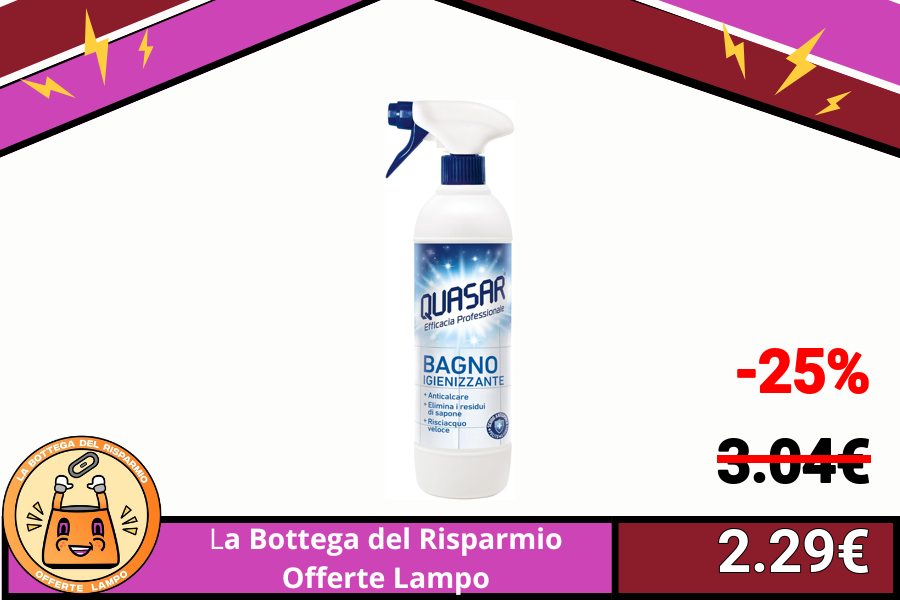 QUASAR
Efficacia Professionale
BAGNO
IGIENIZZANTE
+ Anticalcare
+ Elimina i residui
di sapone
+ Risciacquo
veloce
-25%
3.04€
2.29€
LA BOTTEGA DEL RISPARMIO
OFFERTE LAMPO
La Bottega del Risparmio
Offerte Lampo